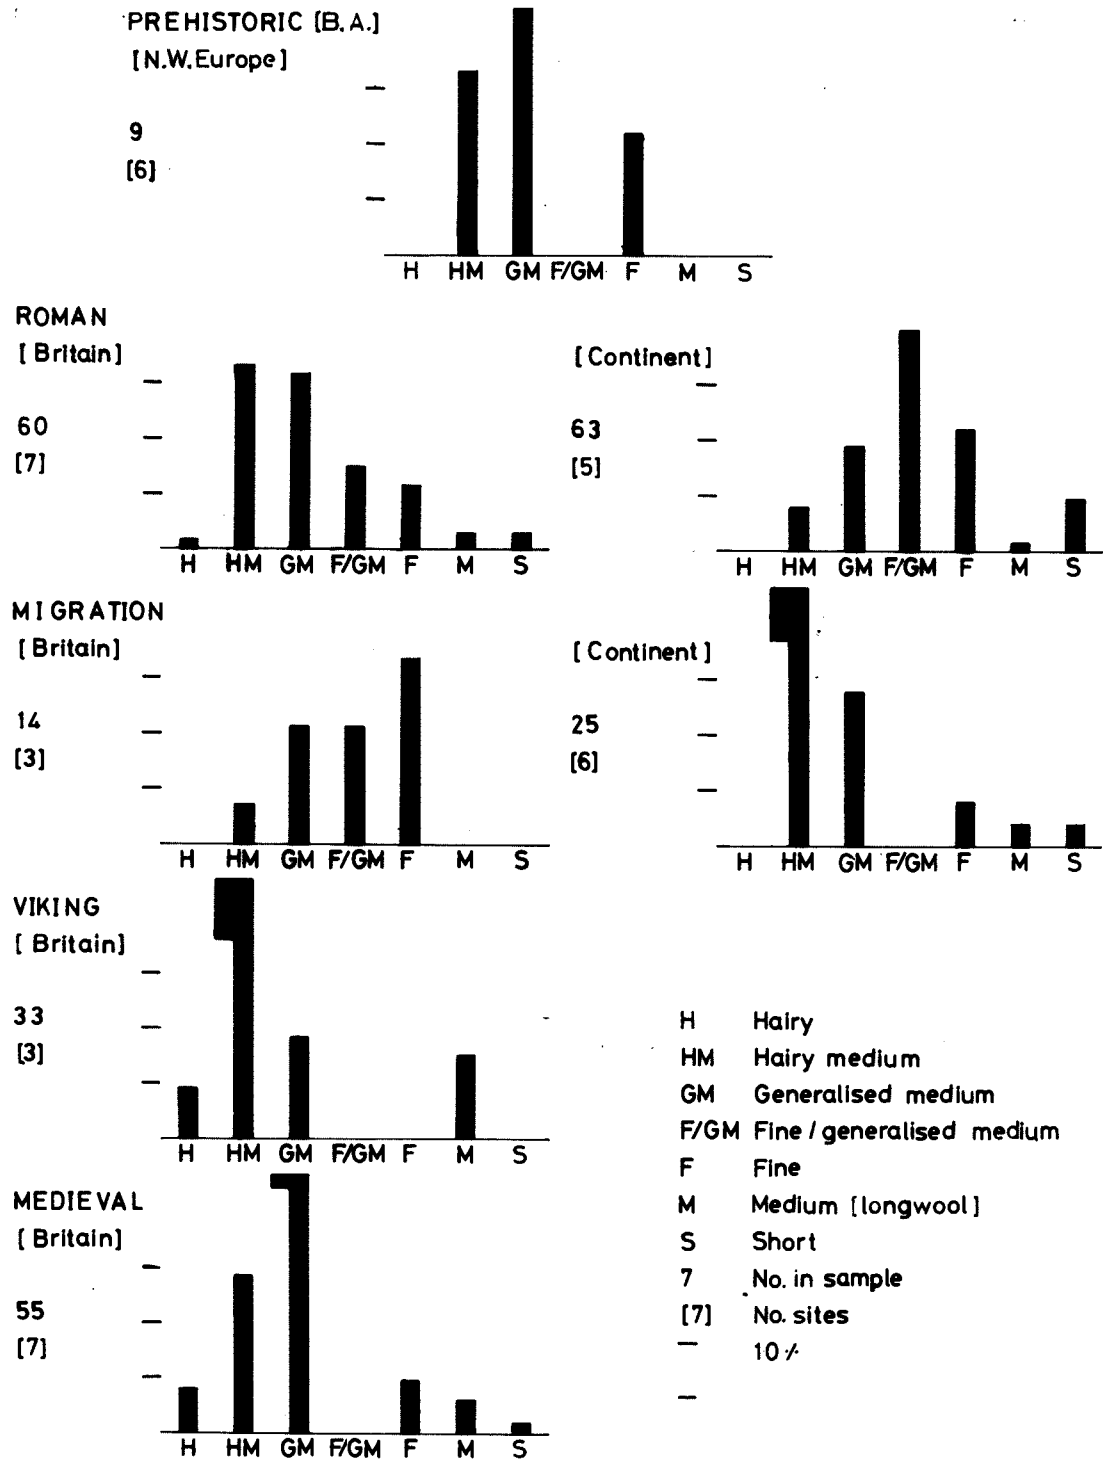 PREHISTORIC [B.A.]
[N.W.Europe]
9
[6]
H HM GM F/GM F M S
ROMAN
[Britain]
60
[7]
H HM GM F/GM F M S
[Continent]
63
[5]
H HM GM F/GM F M S
MIGRATION
[Britain]
14
[3]
H HM GM F/GM F M S
[Continent]
25
[6]
H HM GM F/GM F M S
VIKING
[Britain]
33
[3]
H HM GM F/GM F M S
MEDIEVAL
[Britain]
55
[7]
H HM GM F/GM F M S
H Hairy
HM Hairy medium
GM Generalised medium
F/GM Fine / generalised medium
F Fine
M Medium [longwool]
S Short
7 No. in sample
[7] No. sites
10%